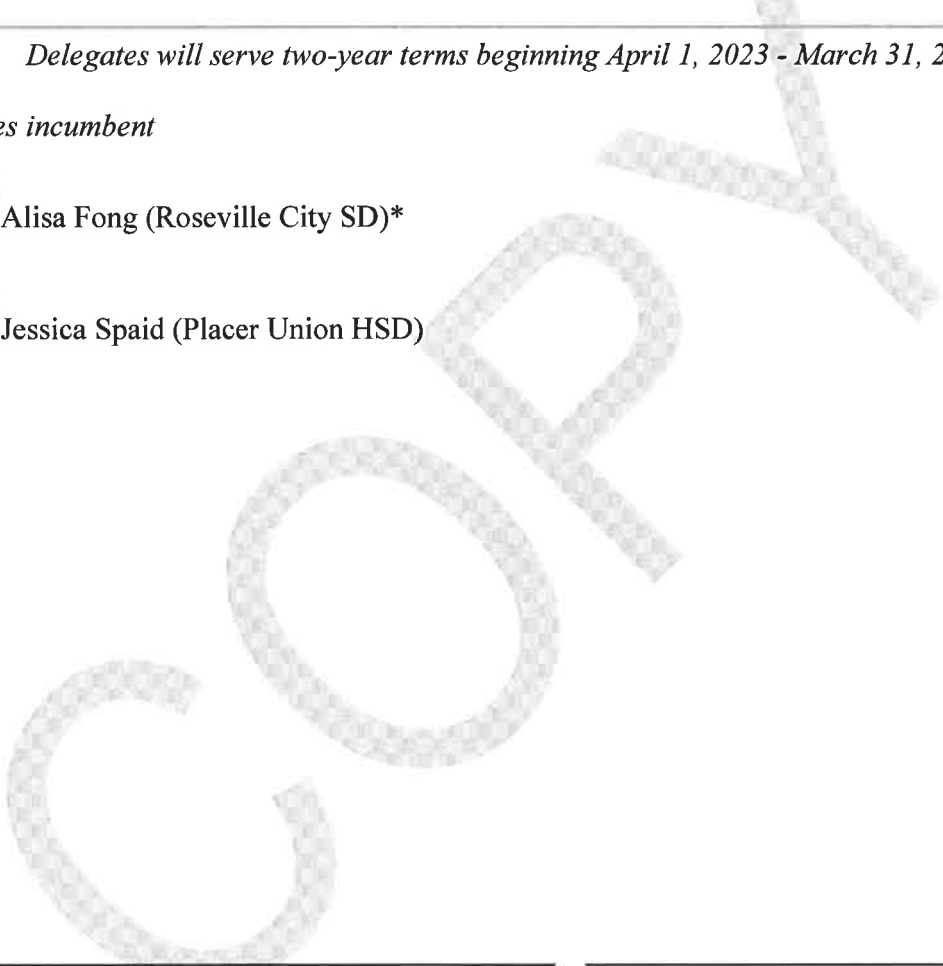 Delegates will serve two-year terms beginning April 1, 2023 - March 31, 2
es incumbent
Alisa Fong (Roseville City SD)*
Jessica Spaid (Placer Union HSD)
COPY